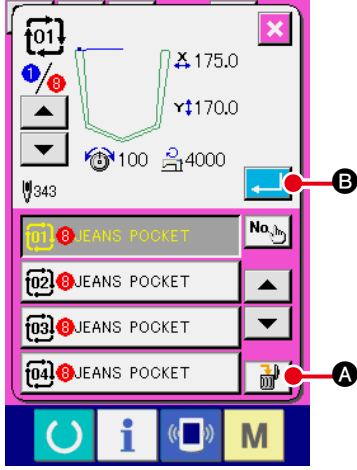 01
X 175.0
1/8
Y 170.0
100 4000
343
B
01 8 JEANS POCKET No.
02 8 JEANS POCKET
03 8 JEANS POCKET
04 8 JEANS POCKET
A
i M